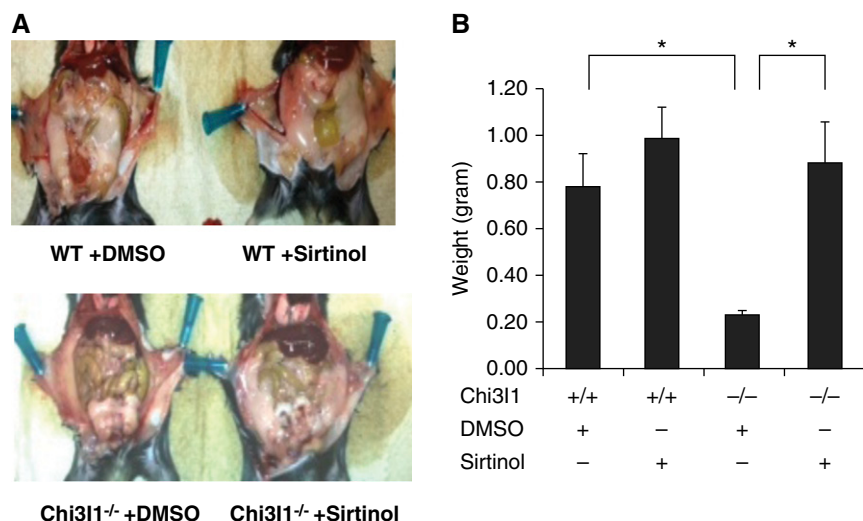 A
WT +DMSO
WT +Sirtinol
Chi3l1-/- +DMSO
Chi3l1-/- +Sirtinol
B
* *
Weight (gram)
1.20
1.00
0.80
0.60
0.40
0.20
0.00
Chi3l1 +/+ +/+ –/– –/–
DMSO + – + –
Sirtinol – + – +